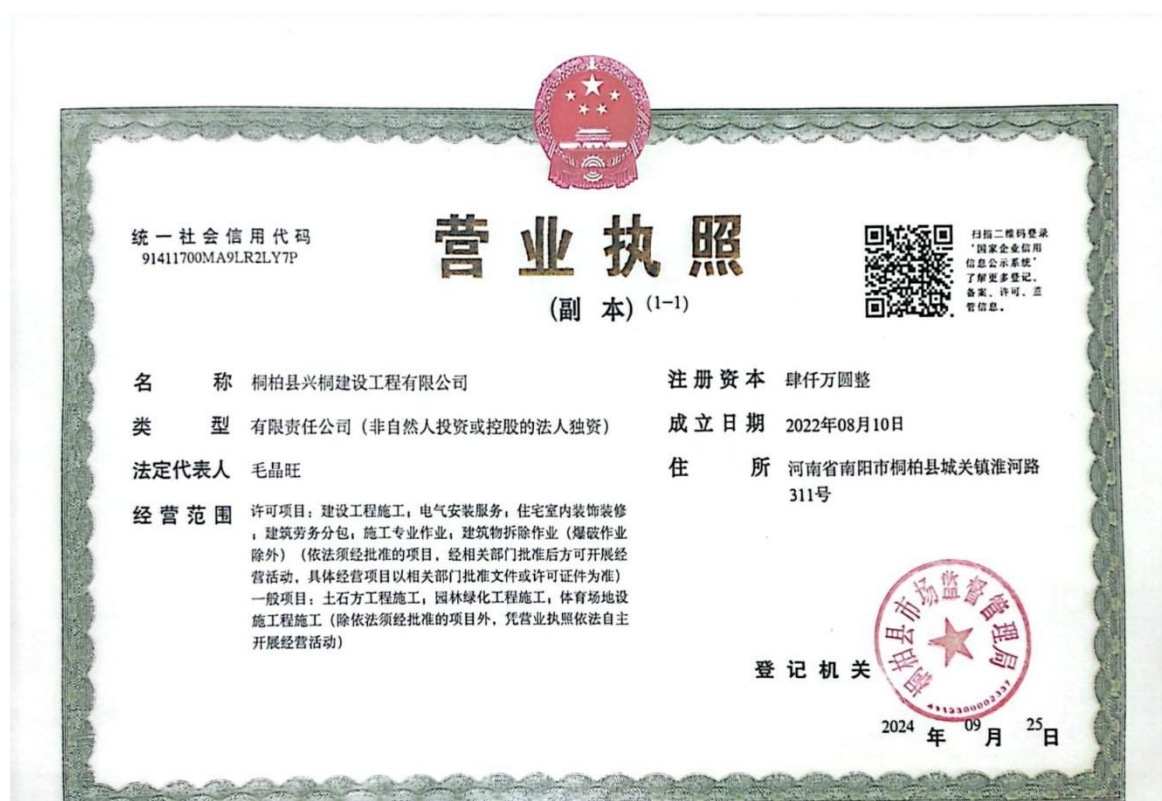 统一社会信用代码
91411700MA9LR2LY7P
营业执照
(副 本) (1-1)
扫描二维码登录
‘国家企业信用
信息公示系统’
了解更多登记、
备案、许可、监
管信息。
名 称 桐柏县兴桐建设工程有限公司
类 型 有限责任公司（非自然人投资或控股的法人独资）
法定代表人 毛晶旺
经营范围 许可项目：建设工程施工；电气安装服务；住宅室内装饰装修
；建筑劳务分包；施工专业作业；建筑物拆除作业（爆破作业
除外）（依法须经批准的项目，经相关部门批准后方可开展经
营活动，具体经营项目以相关部门批准文件或许可证件为准）
一般项目：土石方工程施工；园林绿化工程施工；体育场地设
施工程施工（除依法须经批准的项目外，凭营业执照依法自主
开展经营活动）
注册资本 肆仟万圆整
成立日期 2022年08月10日
住 所 河南省南阳市桐柏县城关镇淮河路
311号
登记机关
桐柏县市场监督管理局
4113300002337
2024 年 09 月 25 日